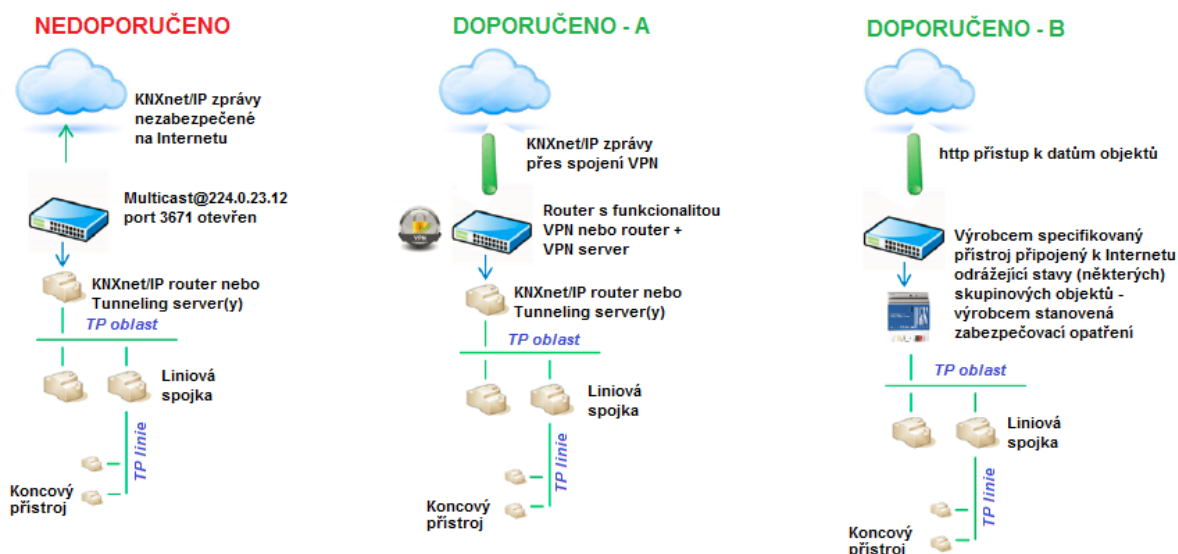 NEDOPORUČENO
KNXnet/IP zprávy
nezabezpečené
na Internetu
Multicast@224.0.23.12
port 3671 otevřen
KNXnet/IP router nebo
Tunneling server(y)
TP oblast
Liniová
spojka
TP linie
Koncový
přístroj
DOPORUČENO - A
KNXnet/IP zprávy
přes spojení VPN
VPN
Router s funkcionalitou
VPN nebo router +
VPN server
KNXnet/IP router nebo
Tunneling server(y)
TP oblast
Liniová
spojka
TP linie
Koncový
přístroj
DOPORUČENO - B
http přístup k datům objektů
Výrobcem specifikovaný
přístroj připojený k Internetu
odrážející stavy (některých)
skupinových objektů -
výrobcem stanovená
zabezpečovací opatření
TP oblast
Liniová
spojka
TP linie
Koncový
přístroj